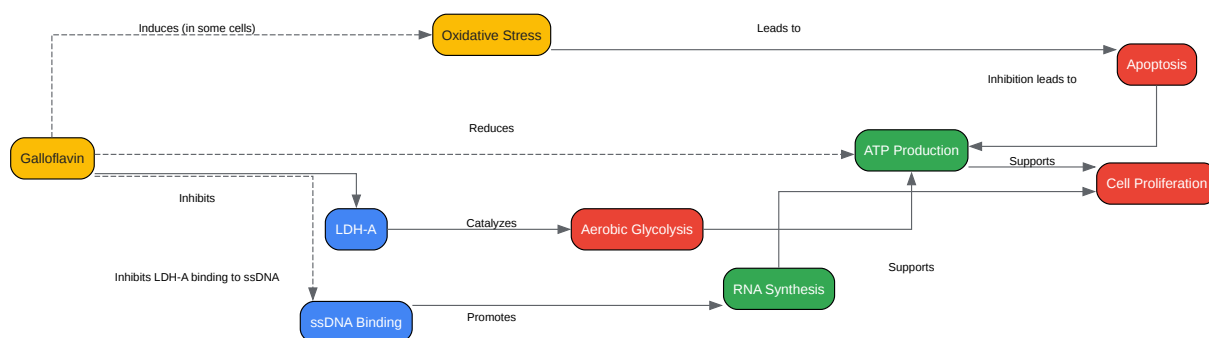 Induces (in some cells)
Oxidative Stress
Leads to
Apoptosis
Inhibition leads to
Reduces
Galloflavin
ATP Production
Supports
Cell Proliferation
Inhibits
LDH-A
Catalyzes
Aerobic Glycolysis
Supports
Inhibits LDH-A binding to ssDNA
RNA Synthesis
ssDNA Binding
Promotes